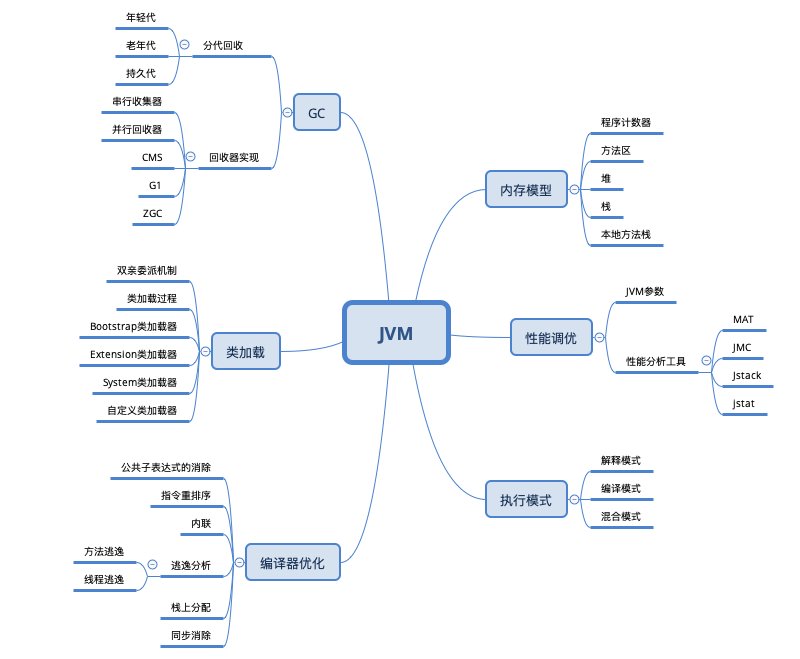 JVM
GC
分代回收
年轻代
老年代
持久代
回收器实现
串行收集器
并行回收器
CMS
G1
ZGC
类加载
双亲委派机制
类加载过程
Bootstrap类加载器
Extension类加载器
System类加载器
自定义类加载器
编译器优化
公共子表达式的消除
指令重排序
内联
逃逸分析
方法逃逸
线程逃逸
栈上分配
同步消除
内存模型
程序计数器
方法区
堆
栈
本地方法栈
性能调优
JVM参数
性能分析工具
MAT
JMC
Jstack
jstat
执行模式
解释模式
编译模式
混合模式